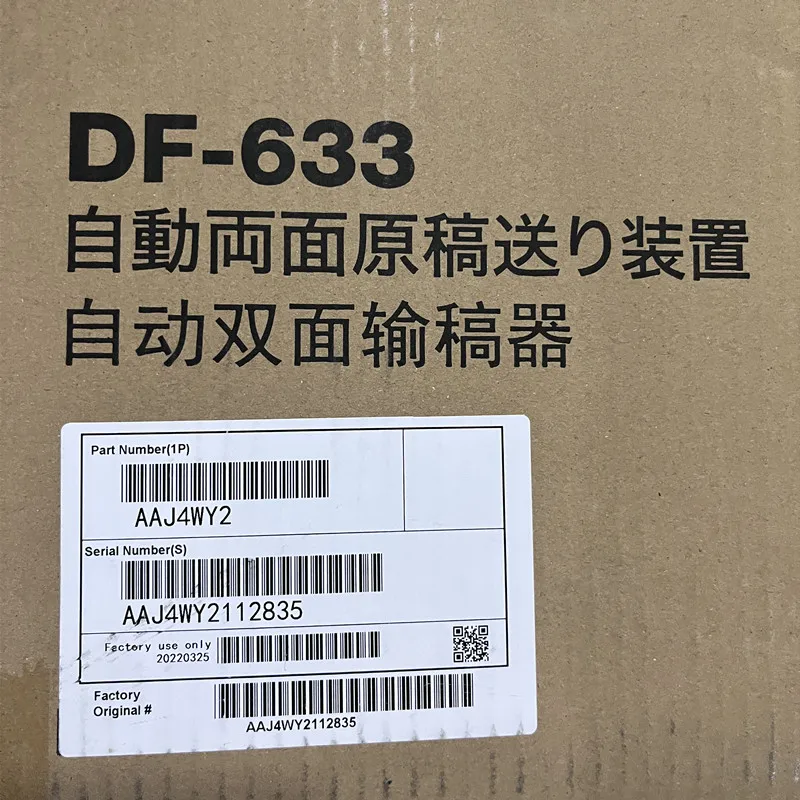 DF-633
自動両面原稿送り装置
自动双面输稿器
Part Number(1P)
AAJ4WY2
Serial Number(S)
AAJ4WY2112835
Factory use only
20220325
Factory
Original #
AAJ4WY2112835